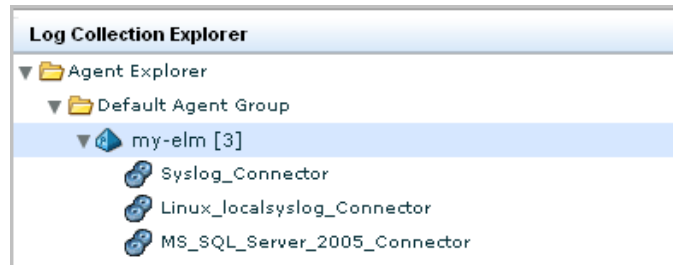 Log Collection Explorer
Agent Explorer
Default Agent Group
my-elm [3]
Syslog_Connector
Linux_localsyslog_Connector
MS_SQL_Server_2005_Connector